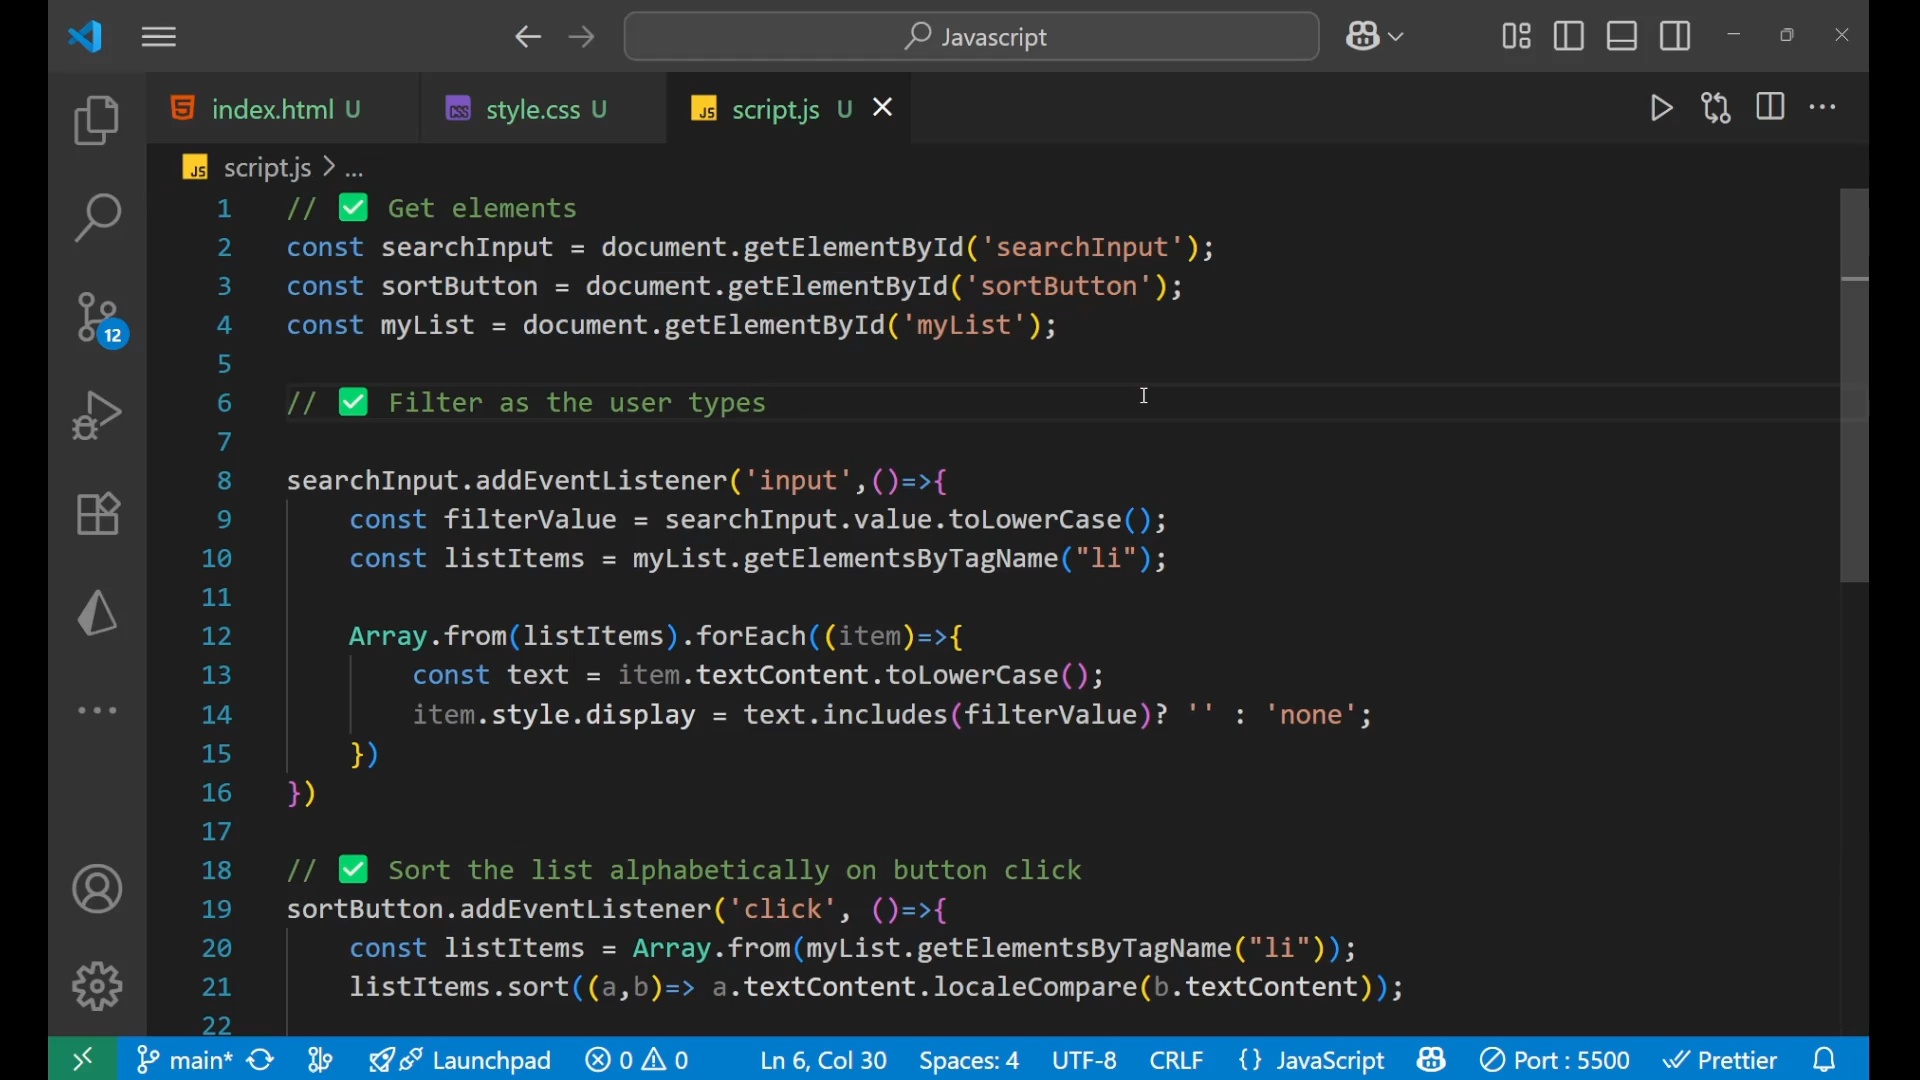 Javascript
index.html U
style.css U
script.js U
script.js > ...
1 // ✅ Get elements
2 const searchInput = document.getElementById('searchInput');
3 const sortButton = document.getElementById('sortButton');
4 const myList = document.getElementById('myList');
5
6 // ✅ Filter as the user types
7
8 searchInput.addEventListener('input',()=>{
9     const filterValue = searchInput.value.toLowerCase();
10     const listItems = myList.getElementsByTagName("li");
11
12     Array.from(listItems).forEach((item)=>{
13         const text = item.textContent.toLowerCase();
14         item.style.display = text.includes(filterValue)? '' : 'none';
15     })
16 })
17
18 // ✅ Sort the list alphabetically on button click
19 sortButton.addEventListener('click', ()=>{
20     const listItems = Array.from(myList.getElementsByTagName("li"));
21     listItems.sort((a,b)=> a.textContent.localeCompare(b.textContent));
22
12
main* Launchpad 0 0 Ln 6, Col 30 Spaces: 4 UTF-8 CRLF {} JavaScript Port : 5500 Prettier